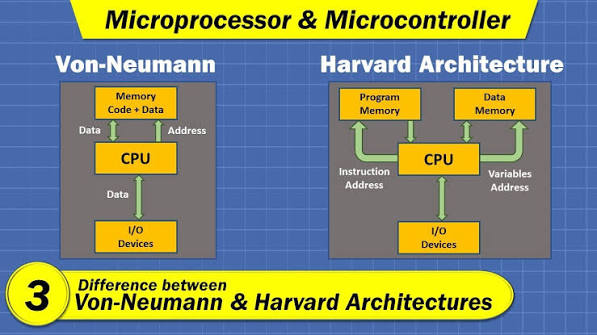 Microprocessor & Microcontroller
Von-Neumann
Memory
Code + Data
Data
Address
CPU
Data
I/O
Devices
Harvard Architecture
Program
Memory
Data
Memory
CPU
Instruction
Address
Variables
Address
I/O
Devices
3
Difference between
Von-Neumann & Harvard Architectures